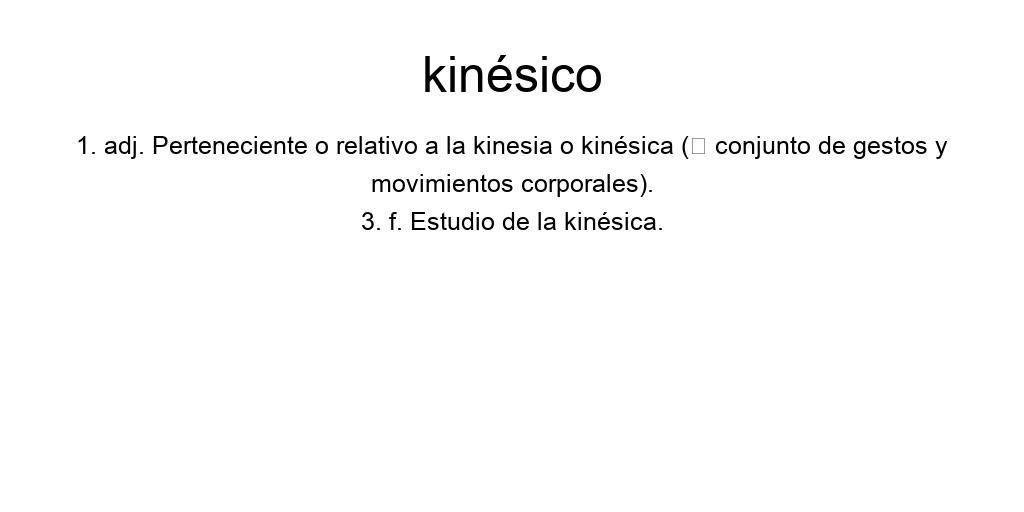 kinésico
1. adj. Perteneciente o relativo a la kinesia o kinésica (□ conjunto de gestos y
movimientos corporales).
3. f. Estudio de la kinésica.